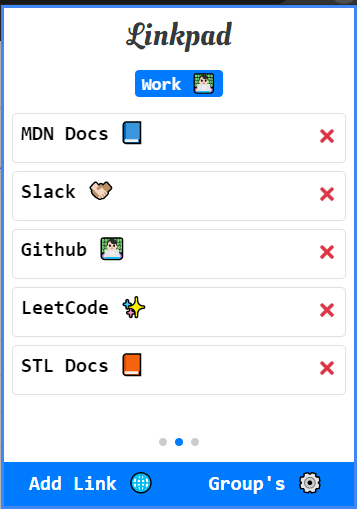 Linkpad
Work
MDN Docs
Slack
Github
LeetCode
STL Docs
Add Link Group's